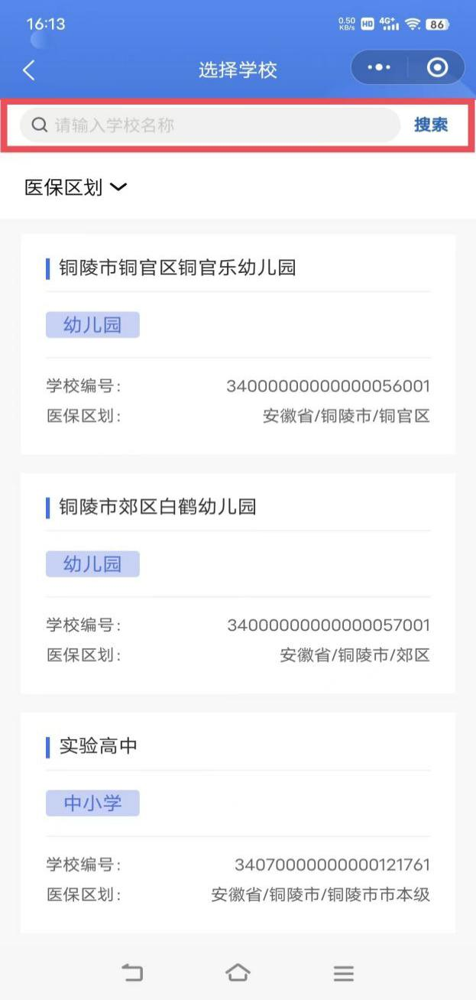 16:13
0.50 KB/s HD 4G+ 86
选择学校
请输入学校名称 搜索
医保区划
铜陵市铜官区铜官乐幼儿园
幼儿园
学校编号: 34000000000000056001
医保区划: 安徽省/铜陵市/铜官区
铜陵市郊区白鹤幼儿园
幼儿园
学校编号: 34000000000000057001
医保区划: 安徽省/铜陵市/郊区
实验高中
中小学
学校编号: 34070000000000121761
医保区划: 安徽省/铜陵市/铜陵市市本级